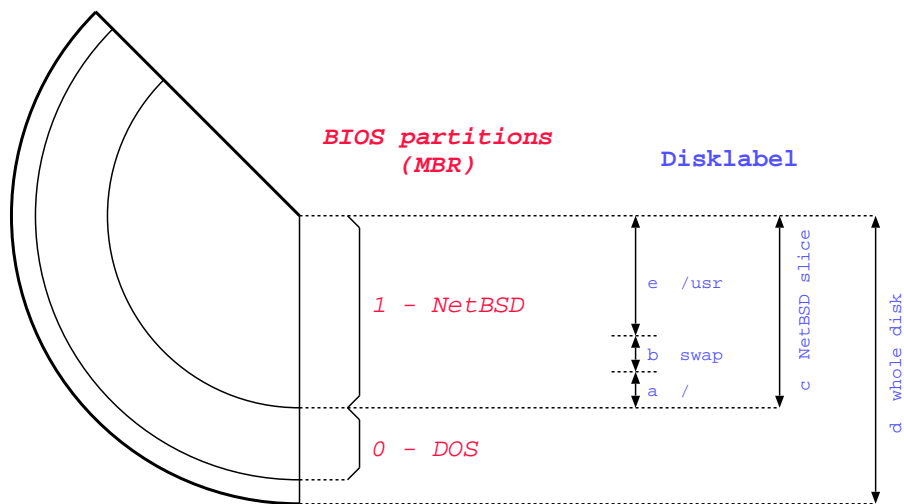 BIOS partitions
(MBR)
Disklabel
1 - NetBSD
0 - DOS
e /usr
b swap
a /
c NetBSD slice
d whole disk